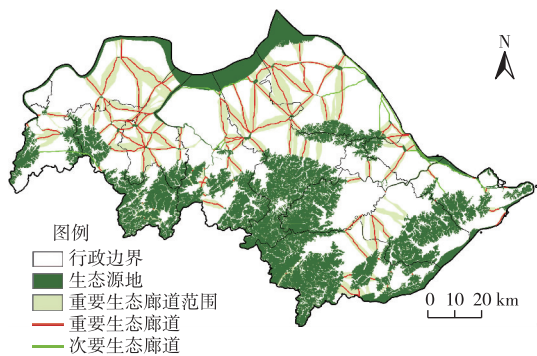 N
图例
行政边界
生态源地
重要生态廊道范围
重要生态廊道
次要生态廊道
0 10 20 km